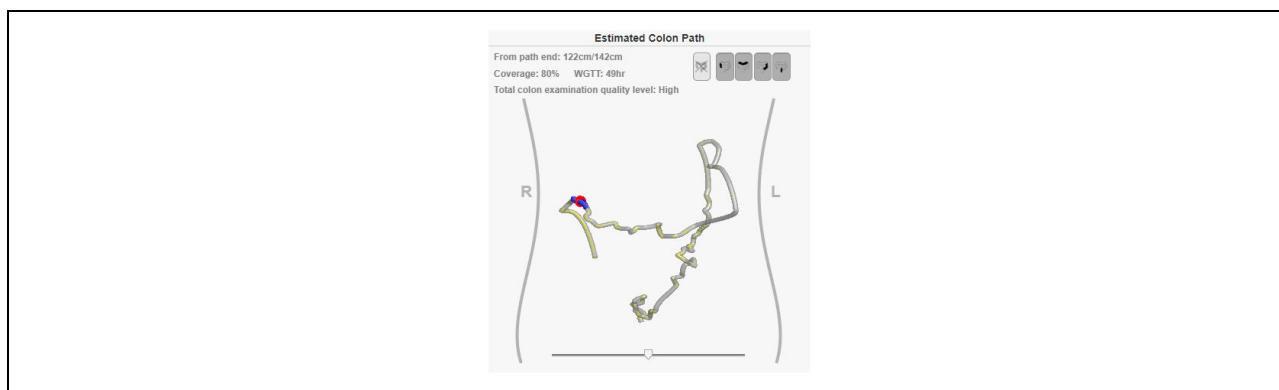 Estimated Colon Path
From path end: 122cm/142cm
Coverage: 80% WGTT: 49hr
Total colon examination quality level: High
R
L